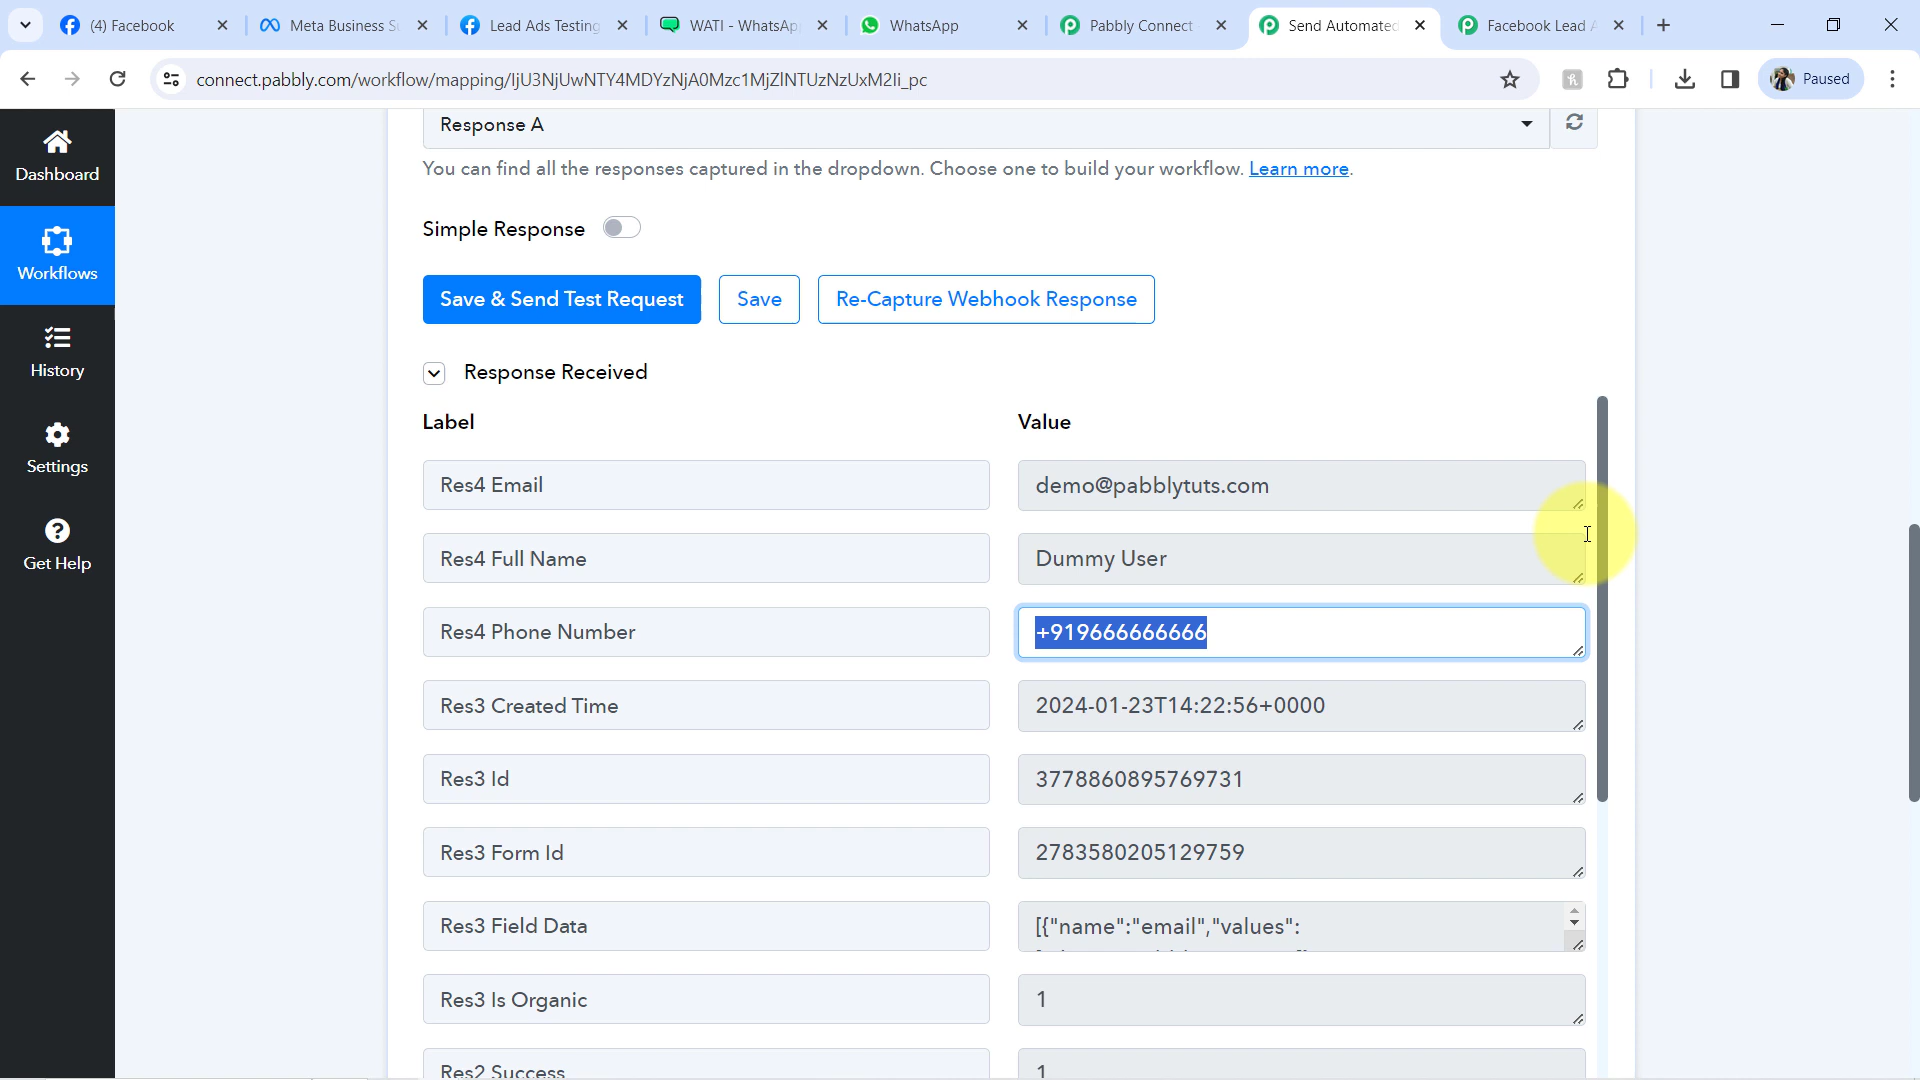 (4) Facebook
Meta Business S
Lead Ads Testing
WATI - WhatsAp
WhatsApp
Pabbly Connect
Send Automated
Facebook Lead A
connect.pabbly.com/workflow/mapping/IjU3NjUwNTY4MDYzNjA0Mzc1MjZlNTUzNzUxM2Ii_pc
Paused
Dashboard
Workflows
History
Settings
Get Help
Response A
You can find all the responses captured in the dropdown. Choose one to build your workflow. Learn more.
Simple Response
Save & Send Test Request
Save
Re-Capture Webhook Response
Response Received
Label
Value
Res4 Email
demo@pabblytuts.com
Res4 Full Name
Dummy User
Res4 Phone Number
+919666666666
Res3 Created Time
2024-01-23T14:22:56+0000
Res3 Id
3778860895769731
Res3 Form Id
2783580205129759
Res3 Field Data
[{"name":"email","values":
Res3 Is Organic
1
Res2 Success
1